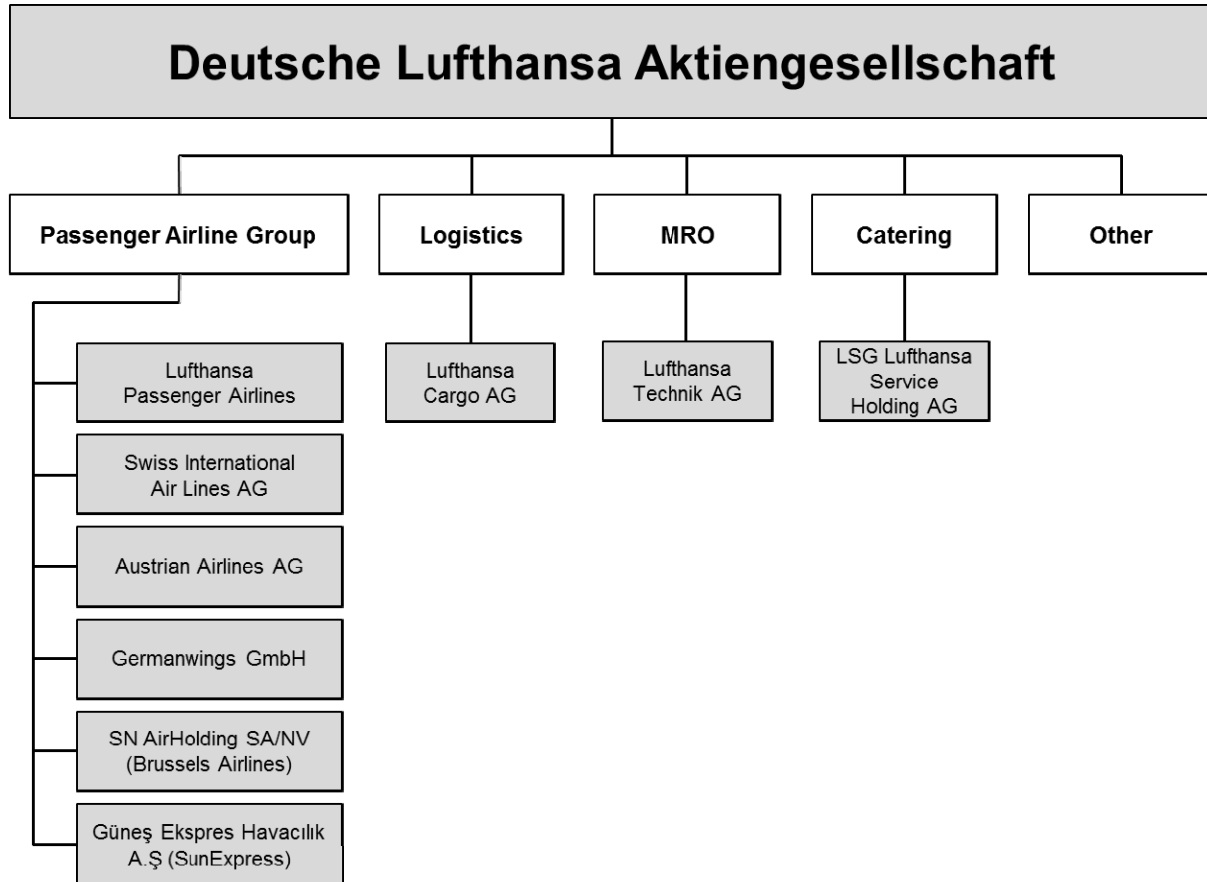 Deutsche Lufthansa Aktiengesellschaft
Passenger Airline Group
Logistics
MRO
Catering
Other
Lufthansa
Passenger Airlines
Swiss International
Air Lines AG
Austrian Airlines AG
Germanwings GmbH
SN AirHolding SA/NV
(Brussels Airlines)
Güneş Ekspres Havacılık
A.Ş (SunExpress)
Lufthansa
Cargo AG
Lufthansa
Technik AG
LSG Lufthansa
Service
Holding AG